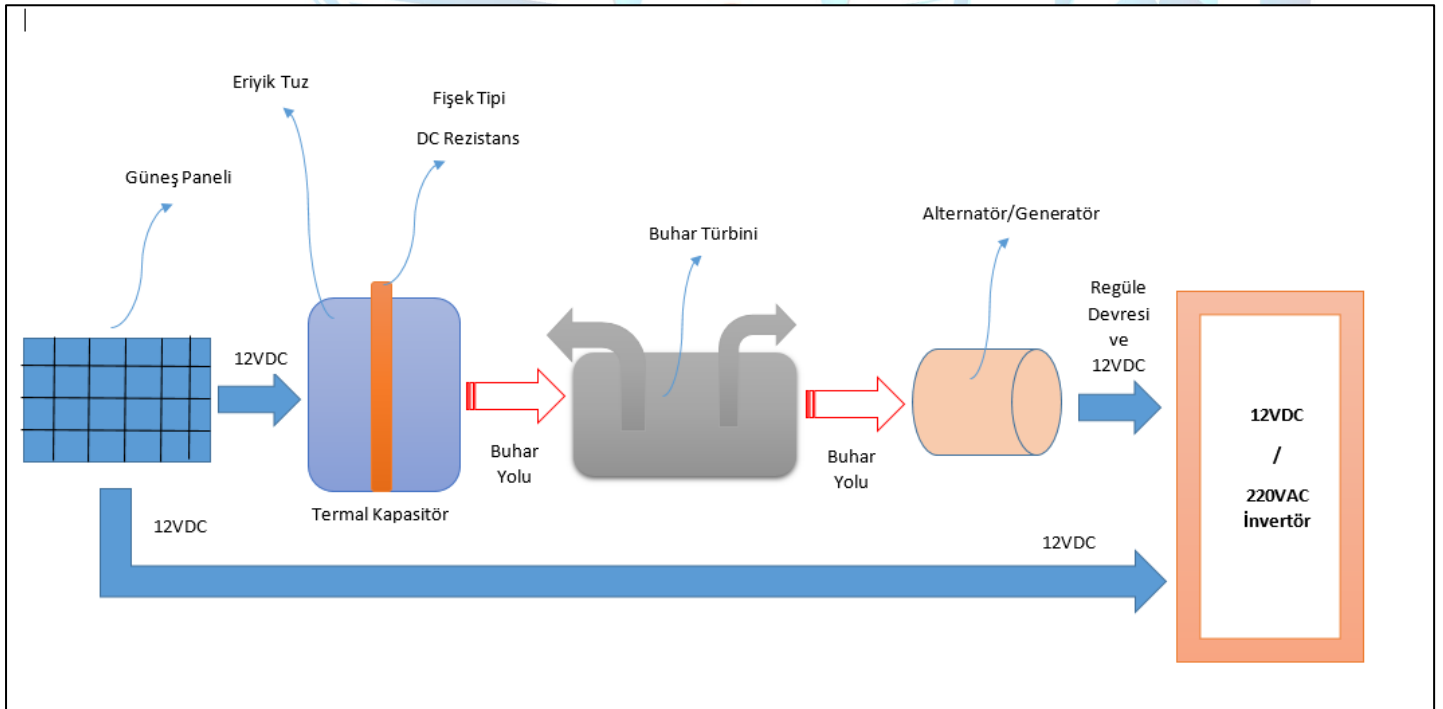 Eriyik Tuz
Fişek Tipi
DC Rezistans
Güneş Paneli
Alternatör/Generatör
Buhar Türbini
Regüle
Devresi
ve
12VDC
12VDC
Buhar
Yolu
Buhar
Yolu
Termal Kapasitör
12VDC
12VDC
12VDC
/
220VAC
İnvertör